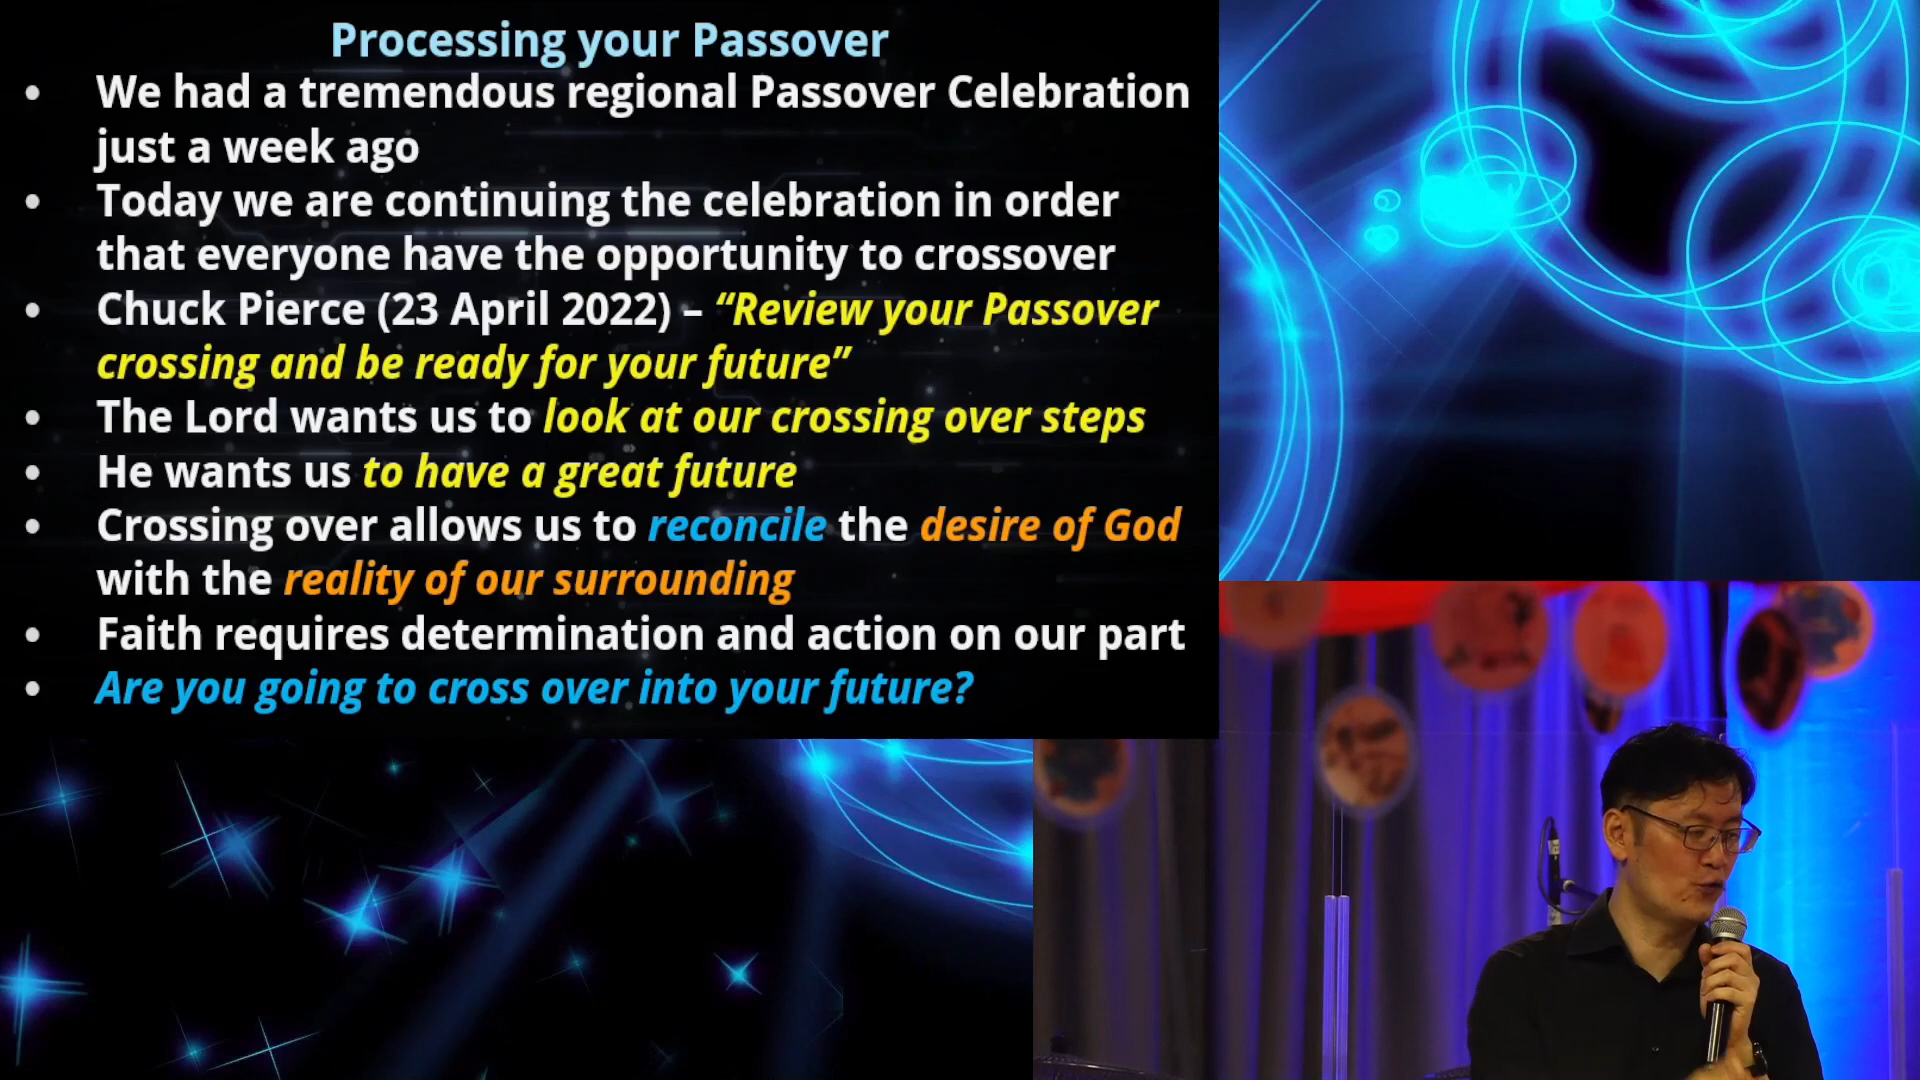 Processing your Passover
• We had a tremendous regional Passover Celebration
just a week ago
• Today we are continuing the celebration in order
that everyone have the opportunity to crossover
• Chuck Pierce (23 April 2022) – “Review your Passover
crossing and be ready for your future”
• The Lord wants us to look at our crossing over steps
• He wants us to have a great future
• Crossing over allows us to reconcile the desire of God
with the reality of our surrounding
• Faith requires determination and action on our part
• Are you going to cross over into your future?